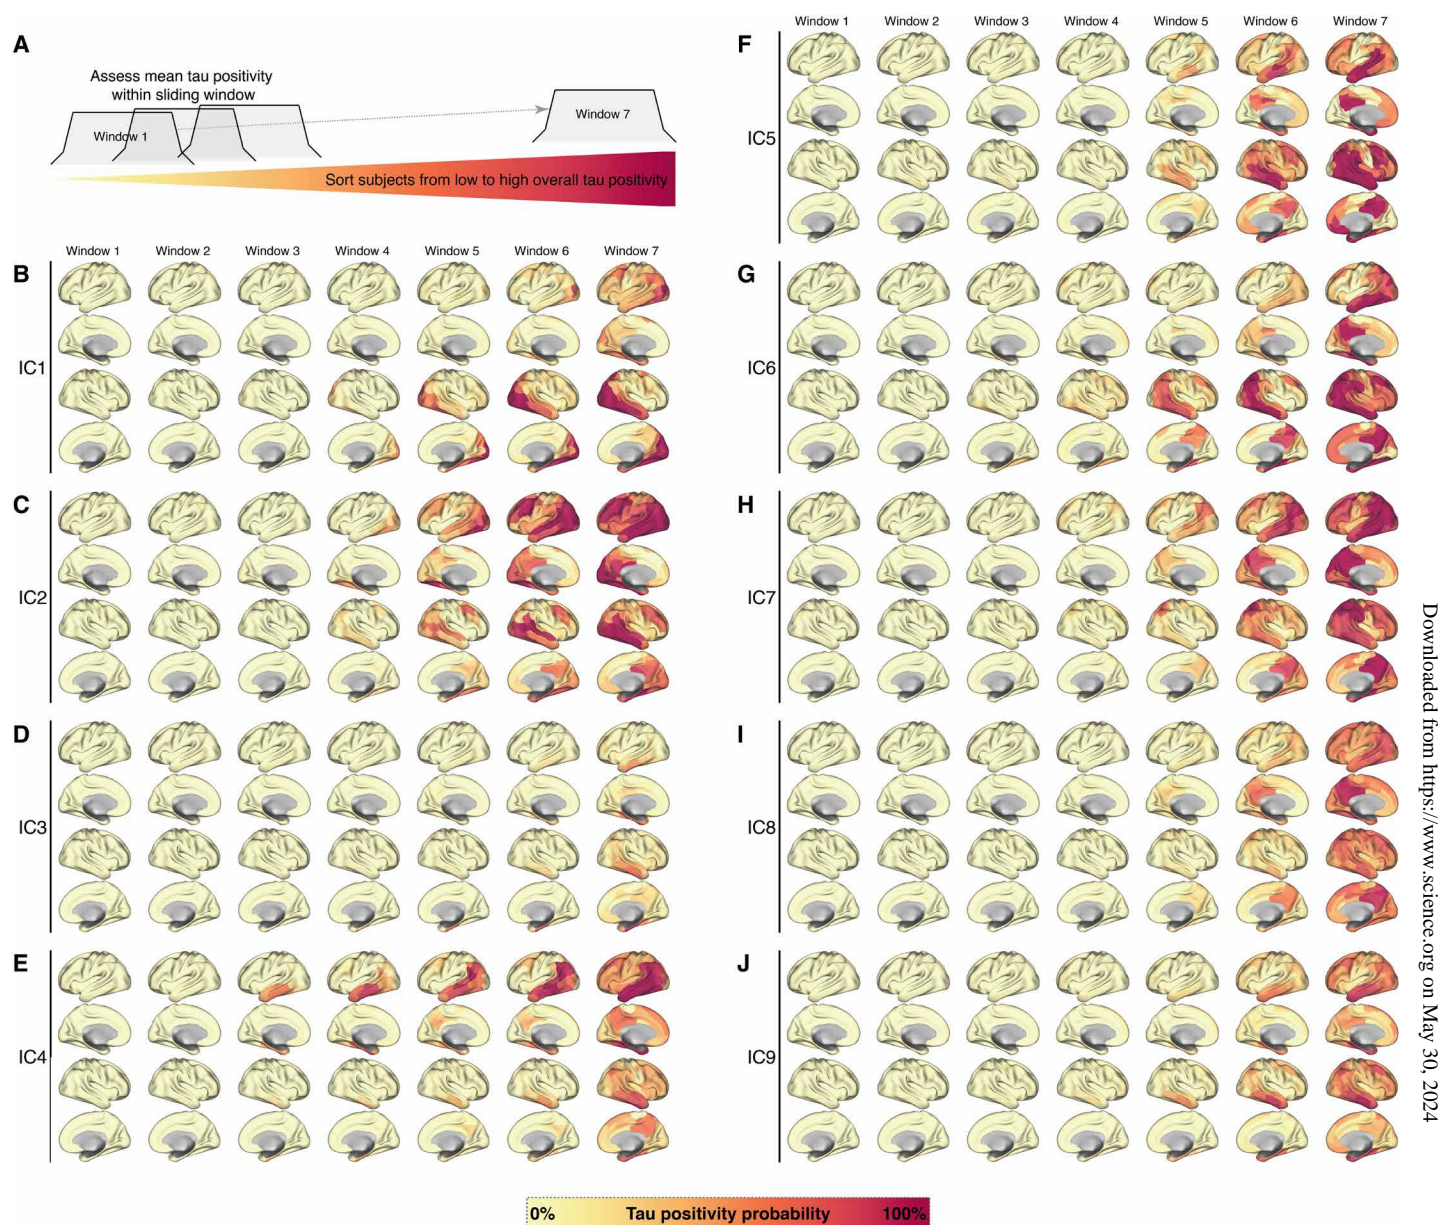 A
Assess mean tau positivity
within sliding window
Window 1
Window 7
Sort subjects from low to high overall tau positivity
Window 1 Window 2 Window 3 Window 4 Window 5 Window 6 Window 7
B
IC1
C
IC2
D
IC3
E
IC4
Window 1 Window 2 Window 3 Window 4 Window 5 Window 6 Window 7
F
IC5
G
IC6
H
IC7
I
IC8
J
IC9
0% Tau positivity probability 100%
Downloaded from https://www.science.org on May 30, 2024